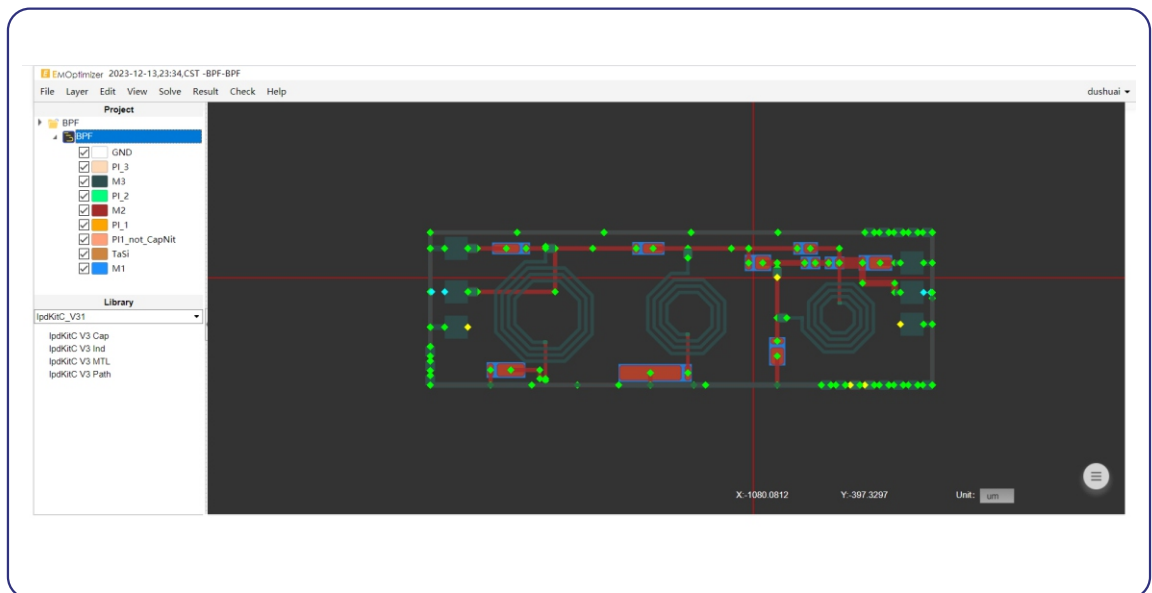 EMOptimizer 2023-12-13,23:34,CST -BPF-BPF
File Layer Edit View Solve Result Check Help dushuai
Project
BPF
BPF
GND
PI_3
M3
PI_2
M2
PI_1
PI1_not_CapNit
TaSi
M1
Library
IpdKitC_V31
IpdKitC V3 Cap
IpdKitC V3 Ind
IpdKitC V3 MTL
IpdKitC V3 Path
X:-1080.0812 Y:-397.3297 Unit: um